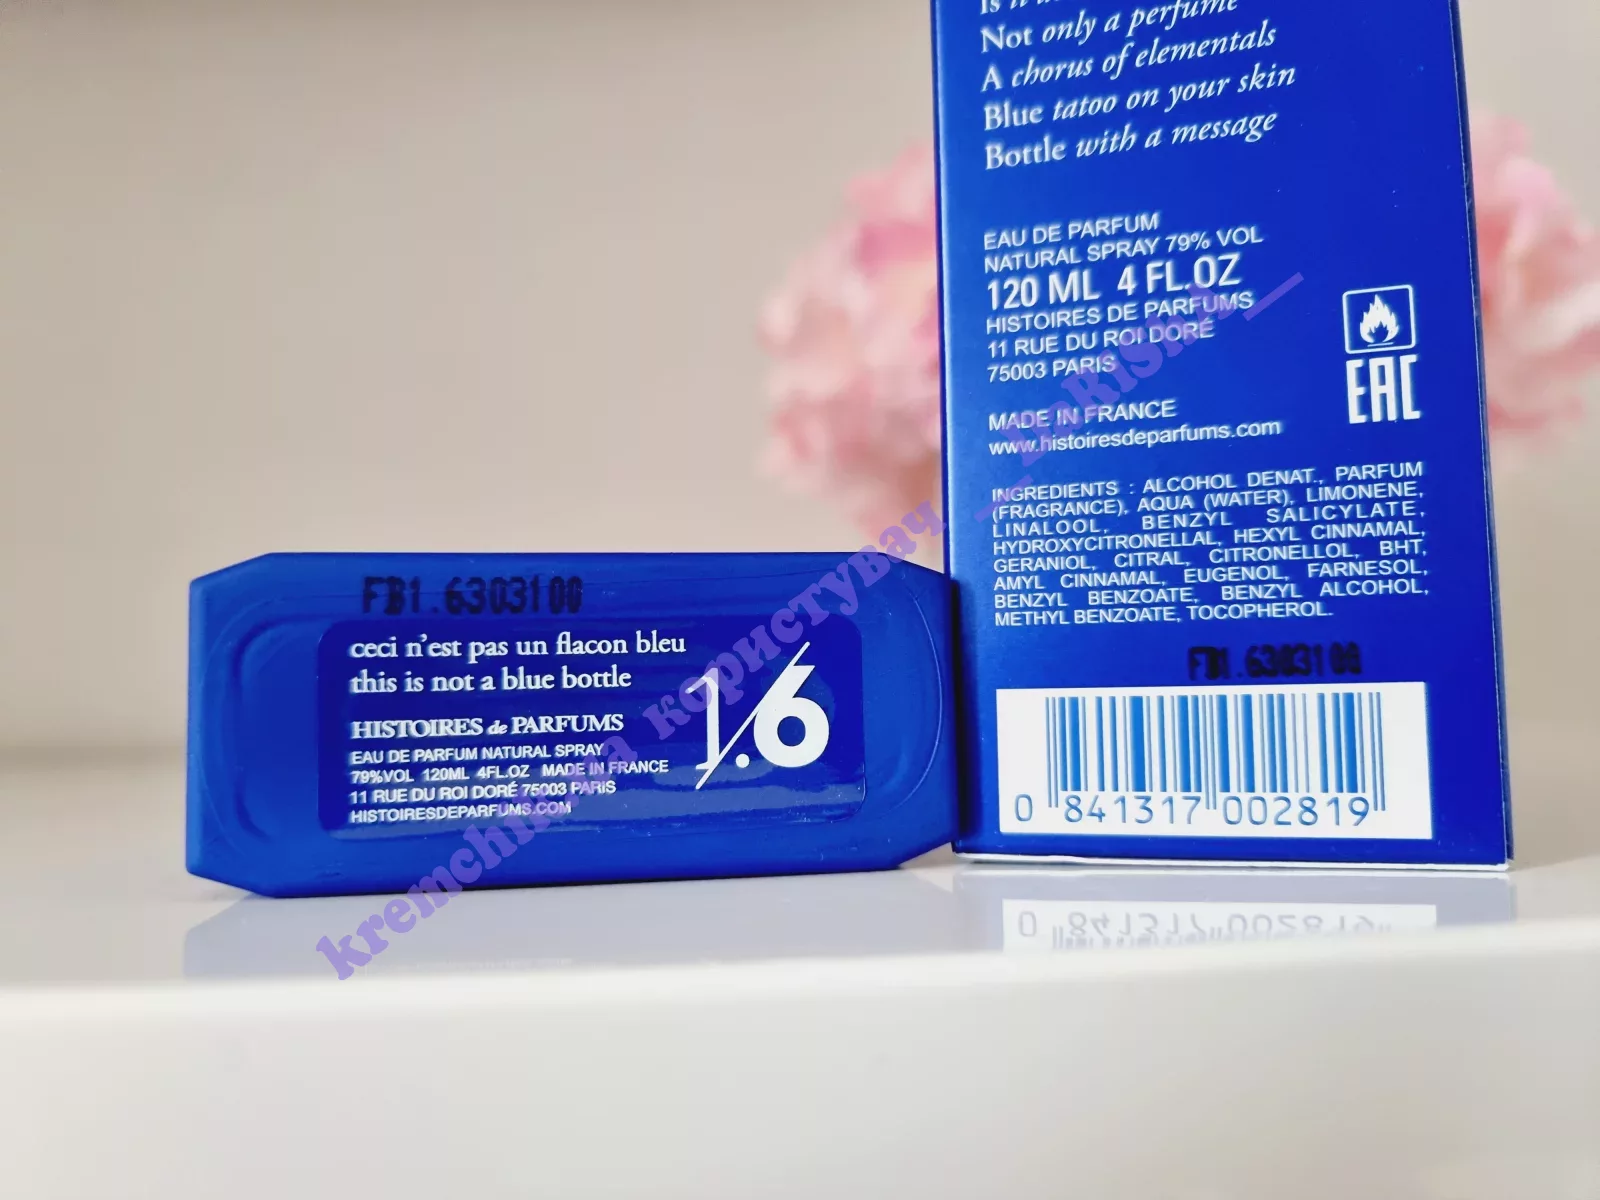 Not only a perfume
A chorus of elementals
Blue tatoo on your skin
Bottle with a message
EAU DE PARFUM
NATURAL SPRAY 79% VOL
120 ML 4 FL.OZ
HISTOIRES DE PARFUMS
11 RUE DU ROI DORÉ
75003 PARIS
MADE IN FRANCE
www.histoiresdeparfums.com
EAC
INGREDIENTS : ALCOHOL DENAT., PARFUM
(FRAGRANCE), AQUA (WATER), LIMONENE,
LINALOOL, BENZYL SALICYLATE,
HYDROXYCITRONELLAL, HEXYL CINNAMAL,
GERANIOL, CITRAL, CITRONELLOL, BHT,
AMYL CINNAMAL, EUGENOL, FARNESOL,
BENZYL BENZOATE, BENZYL ALCOHOL,
METHYL BENZOATE, TOCOPHEROL.
FB1.6303100
0 841317 002819
FB1.6303100
ceci n'est pas un flacon bleu
this is not a blue bottle
HISTOIRES de PARFUMS
EAU DE PARFUM NATURAL SPRAY
79%VOL 120ML 4FL.OZ MADE IN FRANCE
11 RUE DU ROI DORÉ 75003 PARIS
HISTOIRESDEPARFUMS.COM
1/.6
користувач